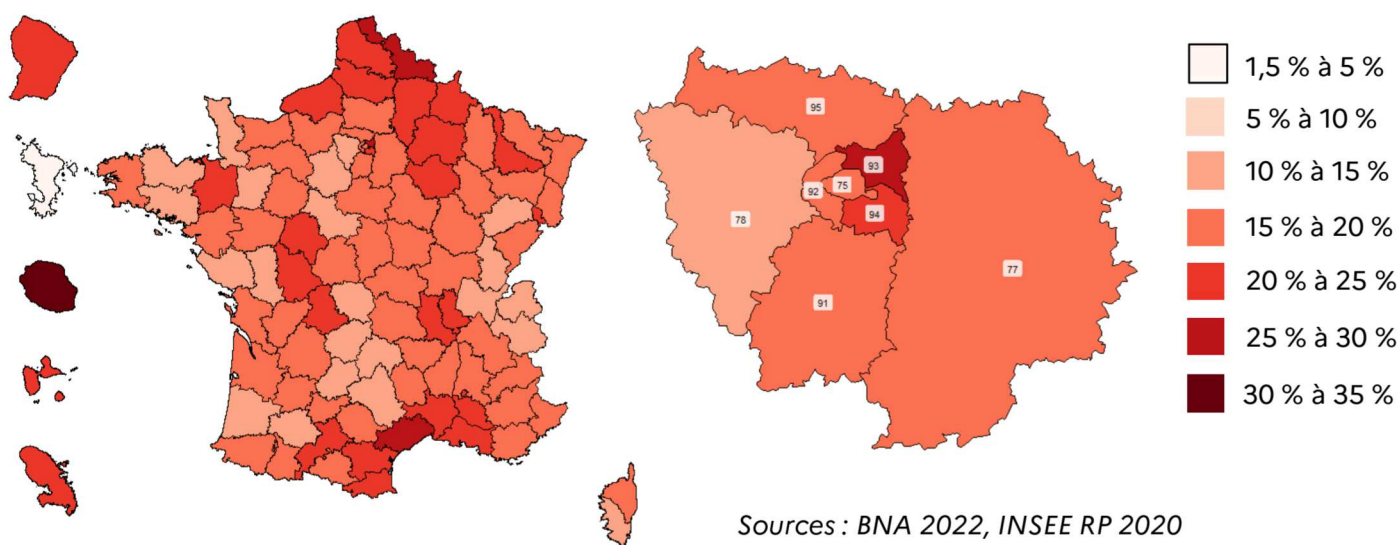 95
93
92
75
94
78
77
91
1,5 % à 5 %
5 % à 10 %
10 % à 15 %
15 % à 20 %
20 % à 25 %
25 % à 30 %
30 % à 35 %
Sources : BNA 2022, INSEE RP 2020